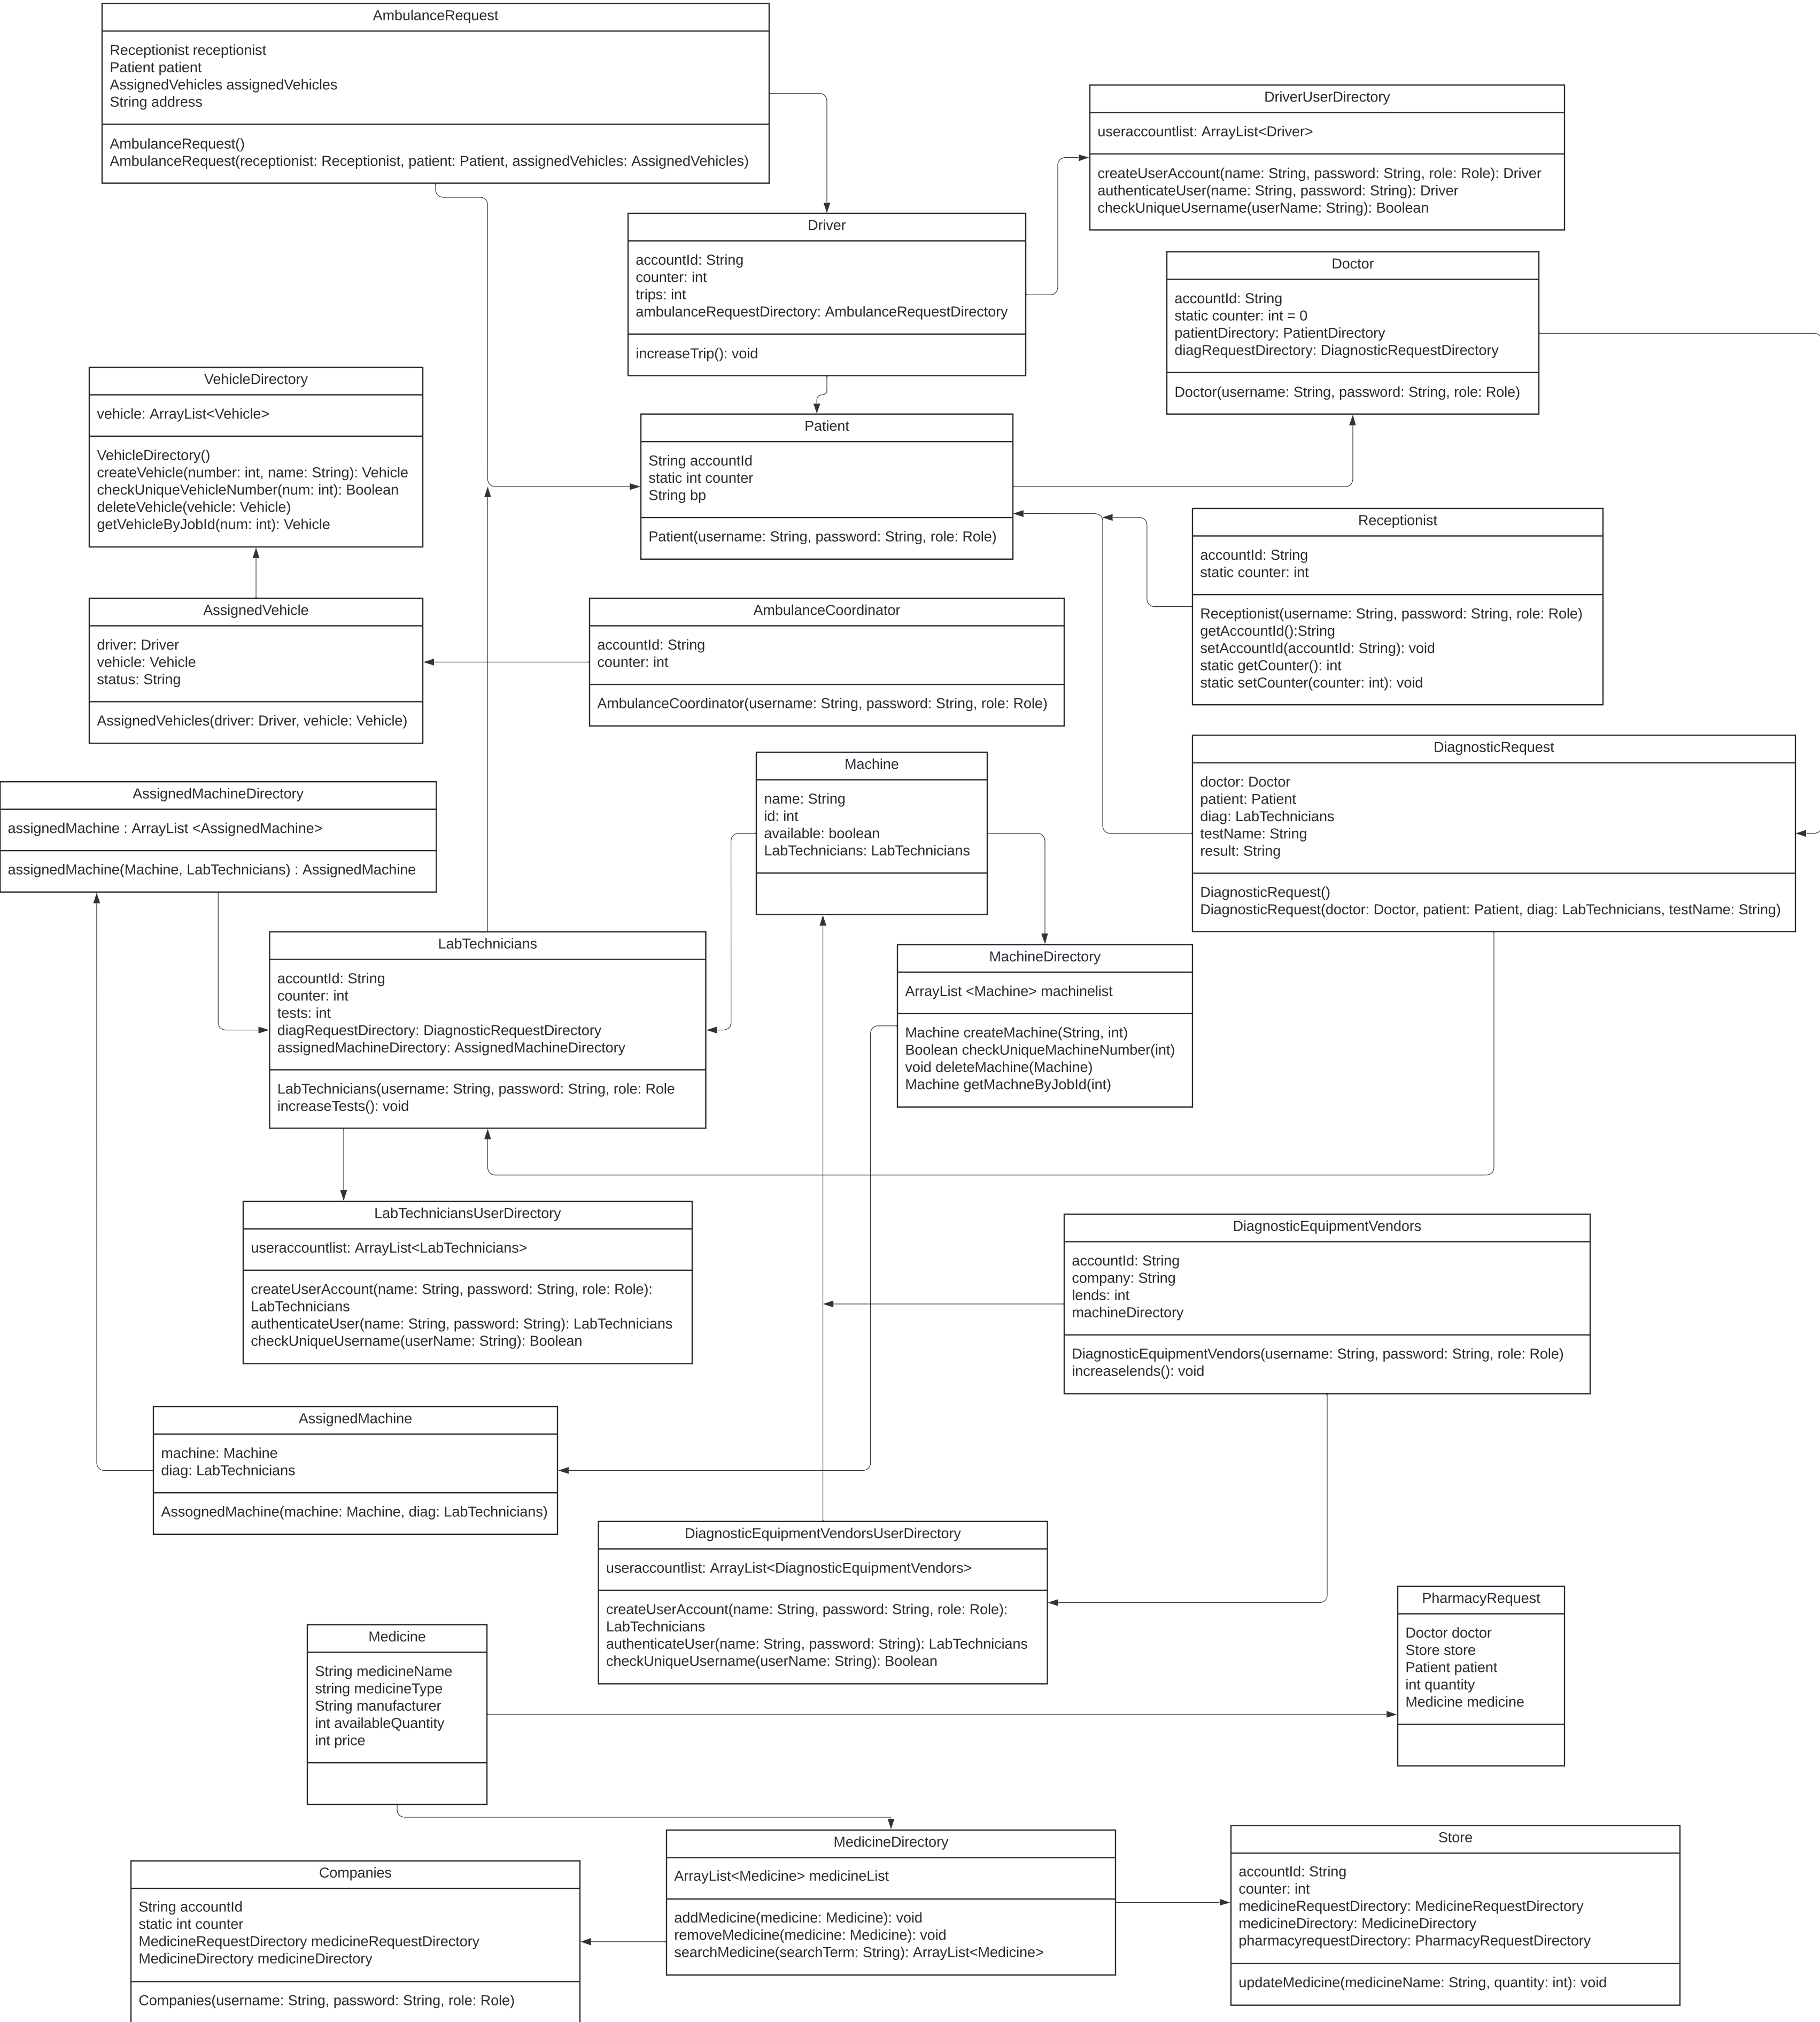 AmbulanceRequest
Receptionist receptionist
Patient patient
AssignedVehicles assignedVehicles
String address
AmbulanceRequest()
AmbulanceRequest(receptionist: Receptionist, patient: Patient, assignedVehicles: AssignedVehicles)
DriverUserDirectory
useraccountlist: ArrayList<Driver>
createUserAccount(name: String, password: String, role: Role): Driver
authenticateUser(name: String, password: String): Driver
checkUniqueUsername(userName: String): Boolean
Driver
accountId: String
counter: int
trips: int
ambulanceRequestDirectory: AmbulanceRequestDirectory
increaseTrip(): void
Doctor
accountId: String
static counter: int = 0
patientDirectory: PatientDirectory
diagRequestDirectory: DiagnosticRequestDirectory
Doctor(username: String, password: String, role: Role)
VehicleDirectory
vehicle: ArrayList<Vehicle>
VehicleDirectory()
createVehicle(number: int, name: String): Vehicle
checkUniqueVehicleNumber(num: int): Boolean
deleteVehicle(vehicle: Vehicle)
getVehicleByJobId(num: int): Vehicle
Patient
String accountId
static int counter
String bp
Patient(username: String, password: String, role: Role)
Receptionist
accountId: String
static counter: int
Receptionist(username: String, password: String, role: Role)
getAccountId():String
setAccountId(accountId: String): void
static getCounter(): int
static setCounter(counter: int): void
AssignedVehicle
driver: Driver
vehicle: Vehicle
status: String
AssignedVehicles(driver: Driver, vehicle: Vehicle)
AmbulanceCoordinator
accountId: String
counter: int
AmbulanceCoordinator(username: String, password: String, role: Role)
DiagnosticRequest
doctor: Doctor
patient: Patient
diag: LabTechnicians
testName: String
result: String
DiagnosticRequest()
DiagnosticRequest(doctor: Doctor, patient: Patient, diag: LabTechnicians, testName: String)
Machine
name: String
id: int
available: boolean
LabTechnicians: LabTechnicians
AssignedMachineDirectory
assignedMachine : ArrayList <AssignedMachine>
assignedMachine(Machine, LabTechnicians) : AssignedMachine
LabTechnicians
accountId: String
counter: int
tests: int
diagRequestDirectory: DiagnosticRequestDirectory
assignedMachineDirectory: AssignedMachineDirectory
LabTechnicians(username: String, password: String, role: Role
increaseTests(): void
MachineDirectory
ArrayList <Machine> machinelist
Machine createMachine(String, int)
Boolean checkUniqueMachineNumber(int)
void deleteMachine(Machine)
Machine getMachneByJobId(int)
LabTechniciansUserDirectory
useraccountlist: ArrayList<LabTechnicians>
createUserAccount(name: String, password: String, role: Role):
LabTechnicians
authenticateUser(name: String, password: String): LabTechnicians
checkUniqueUsername(userName: String): Boolean
DiagnosticEquipmentVendors
accountId: String
company: String
lends: int
machineDirectory
DiagnosticEquipmentVendors(username: String, password: String, role: Role)
increaselends(): void
AssignedMachine
machine: Machine
diag: LabTechnicians
AssognedMachine(machine: Machine, diag: LabTechnicians)
DiagnosticEquipmentVendorsUserDirectory
useraccountlist: ArrayList<DiagnosticEquipmentVendors>
createUserAccount(name: String, password: String, role: Role):
LabTechnicians
authenticateUser(name: String, password: String): LabTechnicians
checkUniqueUsername(userName: String): Boolean
PharmacyRequest
Doctor doctor
Store store
Patient patient
int quantity
Medicine medicine
Medicine
String medicineName
string medicineType
String manufacturer
int availableQuantity
int price
MedicineDirectory
ArrayList<Medicine> medicineList
addMedicine(medicine: Medicine): void
removeMedicine(medicine: Medicine): void
searchMedicine(searchTerm: String): ArrayList<Medicine>
Store
accountId: String
counter: int
medicineRequestDirectory: MedicineRequestDirectory
medicineDirectory: MedicineDirectory
pharmacyrequestDirectory: PharmacyRequestDirectory
updateMedicine(medicineName: String, quantity: int): void
Companies
String accountId
static int counter
MedicineRequestDirectory medicineRequestDirectory
MedicineDirectory medicineDirectory
Companies(username: String, password: String, role: Role)